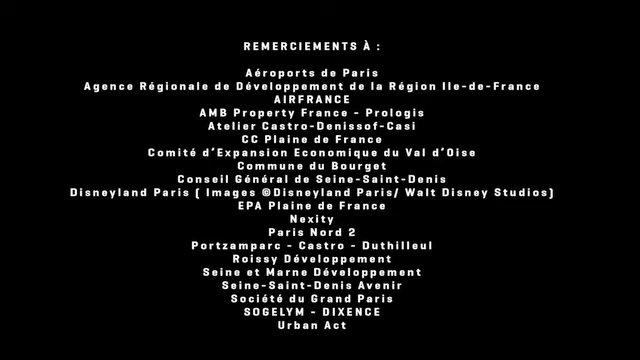 REMERCIEMENTS À :
Aéroports de Paris
Agence Régionale de Développement de la Région Ile-de-France
AIRFRANCE
AMB Property France - Prologis
Atelier Castro-Denissof-Casi
CC Plaine de France
Comité d'Expansion Economique du Val d'Oise
Commune du Bourget
Conseil Général de Seine-Saint-Denis
Disneyland Paris ( Images ©Disneyland Paris/ Walt Disney Studios)
EPA Plaine de France
Nexity
Paris Nord 2
Portzamparc - Castro - Duthilleul
Roissy Développement
Seine et Marne Développement
Seine-Saint-Denis Avenir
Société du Grand Paris
SOGELYM - DIXENCE
Urban Act